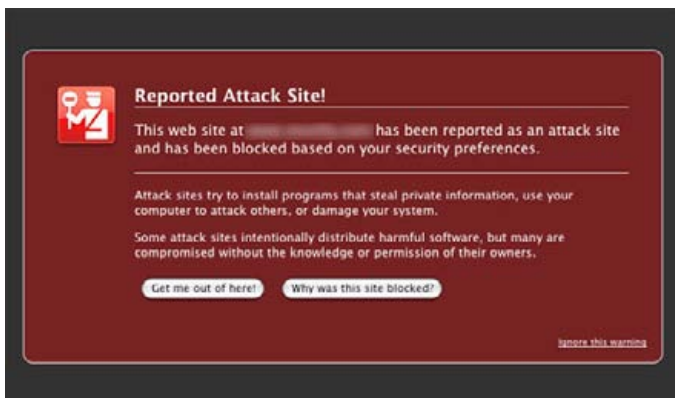 Reported Attack Site!
This web site at has been reported as an attack site
and has been blocked based on your security preferences.
Attack sites try to install programs that steal private information, use your
computer to attack others, or damage your system.
Some attack sites intentionally distribute harmful software, but many are
compromised without the knowledge or permission of their owners.
Get me out of here!
Why was this site blocked?
Ignore this warning